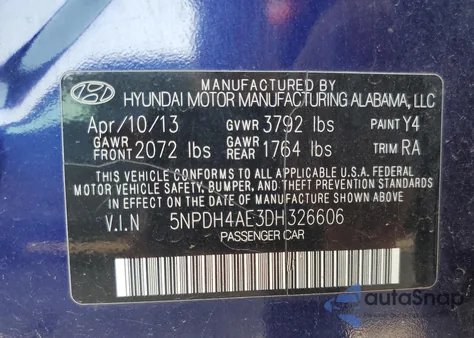 MANUFACTURED BY
HYUNDAI MOTOR MANUFACTURING ALABAMA, LLC
Apr/10/13 GVWR 3792 lbs PAINT Y4
GAWR FRONT 2072 lbs GAWR REAR 1764 lbs TRIM RA
THIS VEHICLE CONFORMS TO ALL APPLICABLE U.S.A. FEDERAL
MOTOR VEHICLE SAFETY, BUMPER, AND THEFT PREVENTION STANDARDS
IN EFFECT ON THE DATE OF MANUFACTURE SHOWN ABOVE.
V.I.N 5NPDH4AE3DH326606
PASSENGER CAR
autoSnap